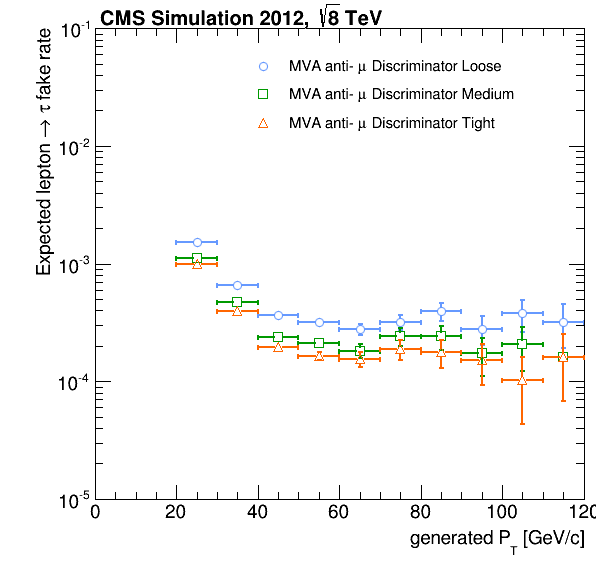 CMS Simulation 2012, √8 TeV
Expected lepton → τ fake rate
MVA anti- μ Discriminator Loose
MVA anti- μ Discriminator Medium
MVA anti- μ Discriminator Tight
10^-1
10^-2
10^-3
10^-4
10^-5
0 20 40 60 80 100 120
generated P_T [GeV/c]